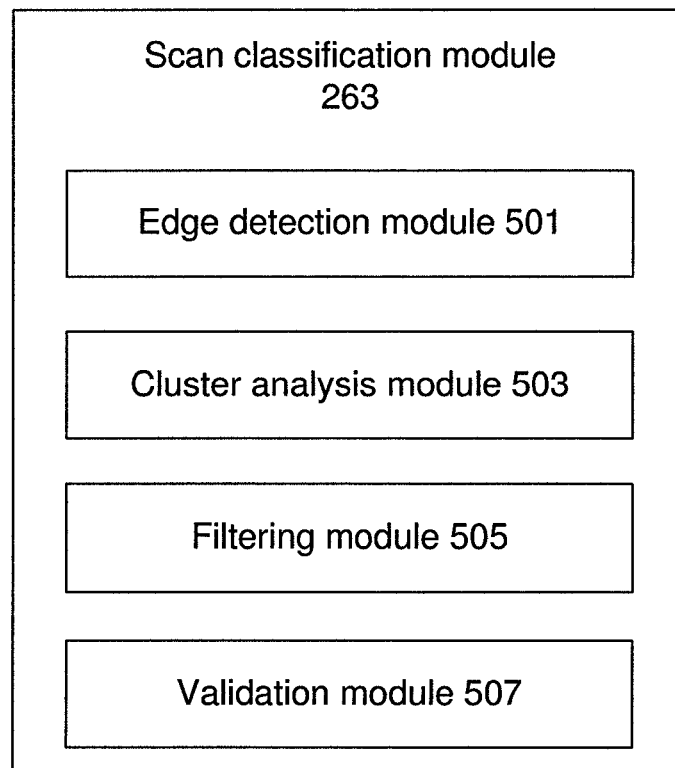 Scan classification module
263
Edge detection module 501
Cluster analysis module 503
Filtering module 505
Validation module 507